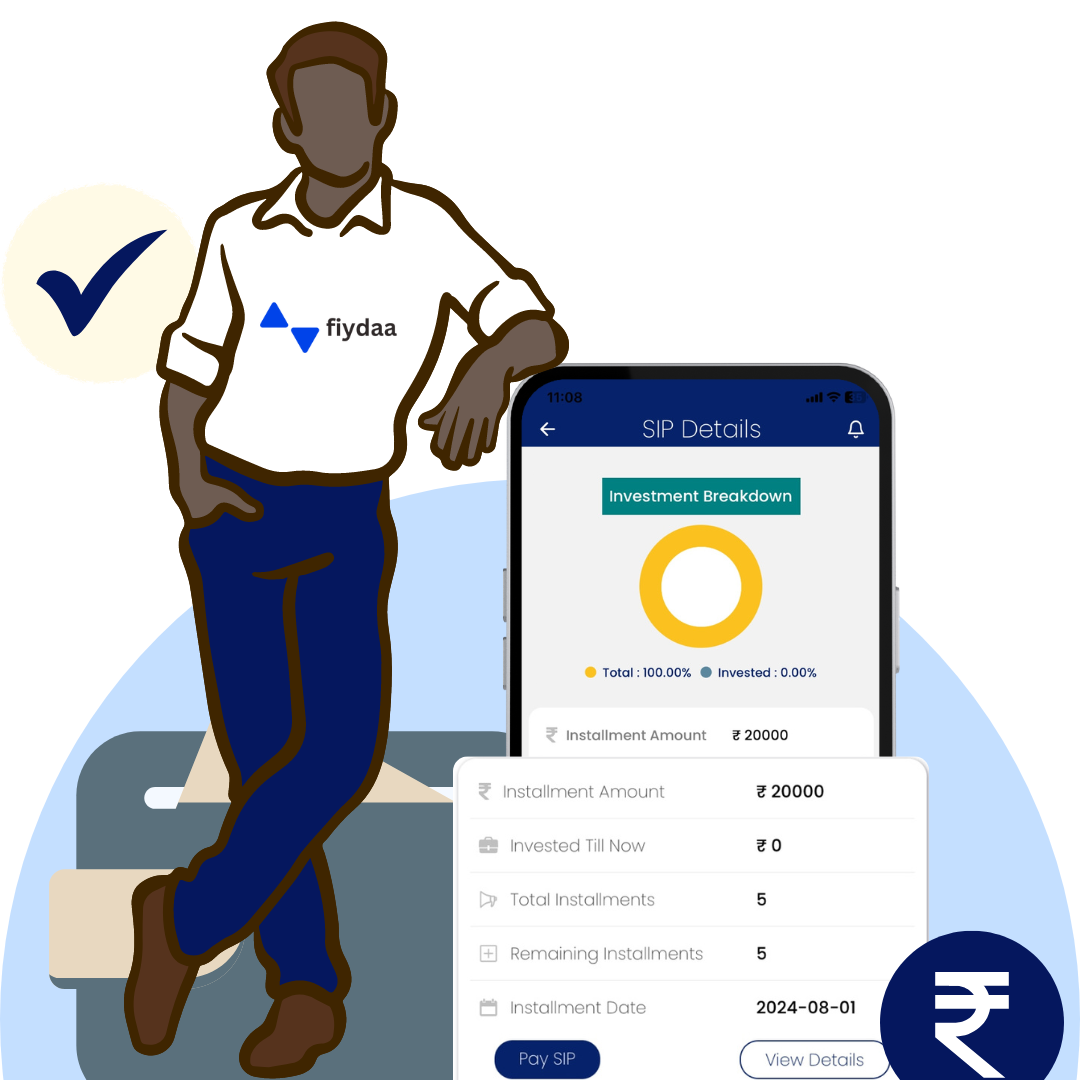 fiydaa
11:08
SIP Details
Investment Breakdown
Total : 100.00% Invested : 0.00%
₹ Installment Amount ₹ 20000
₹ Installment Amount ₹ 20000
Invested Till Now ₹ 0
Total Installments 5
Remaining Installments 5
Installment Date 2024-08-01
Pay SIP View Details
₹